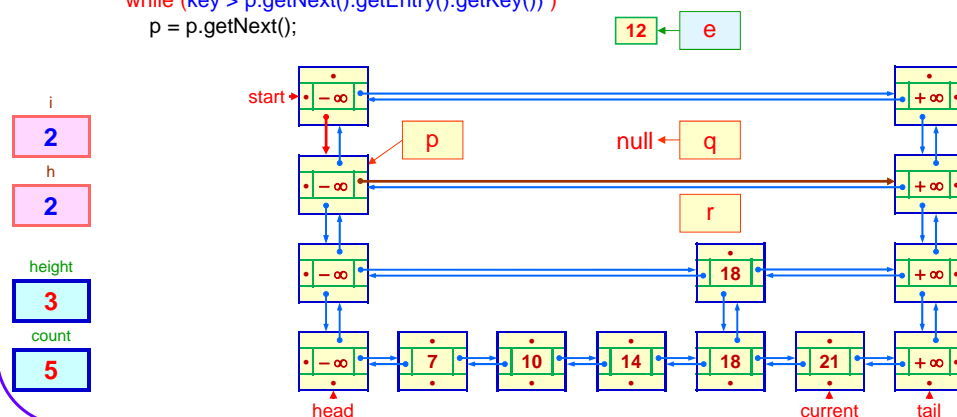 while (key > p.getNext().getEntry().getKey()) )
p = p.getNext();
12 e
start − ∞ + ∞
i
2
p null q
h
2
− ∞ + ∞
r
height
3
− ∞ 18 + ∞
count
5
− ∞ 7 10 14 18 21 + ∞
head current tail